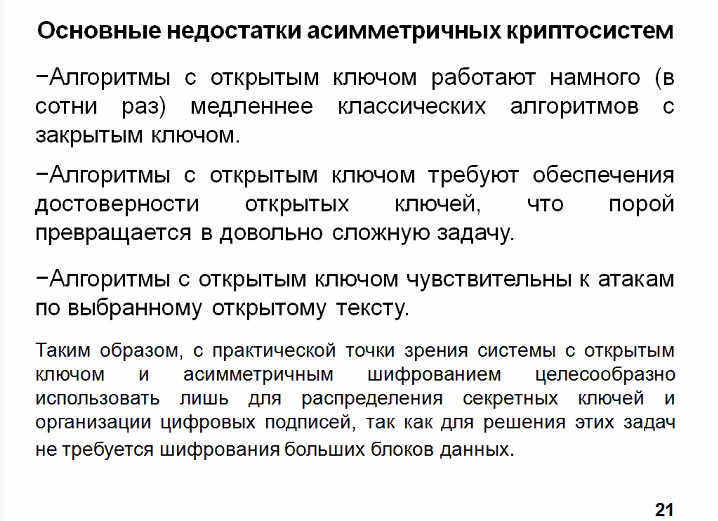 Основные недостатки асимметричных криптосистем
−Алгоритмы с открытым ключом работают намного (в
сотни раз) медленнее классических алгоритмов с
закрытым ключом.
−Алгоритмы с открытым ключом требуют обеспечения
достоверности открытых ключей, что порой
превращается в довольно сложную задачу.
−Алгоритмы с открытым ключом чувствительны к атакам
по выбранному открытому тексту.
Таким образом, с практической точки зрения системы с открытым
ключом и асимметричным шифрованием целесообразно
использовать лишь для распределения секретных ключей и
организации цифровых подписей, так как для решения этих задач
не требуется шифрования больших блоков данных.
21